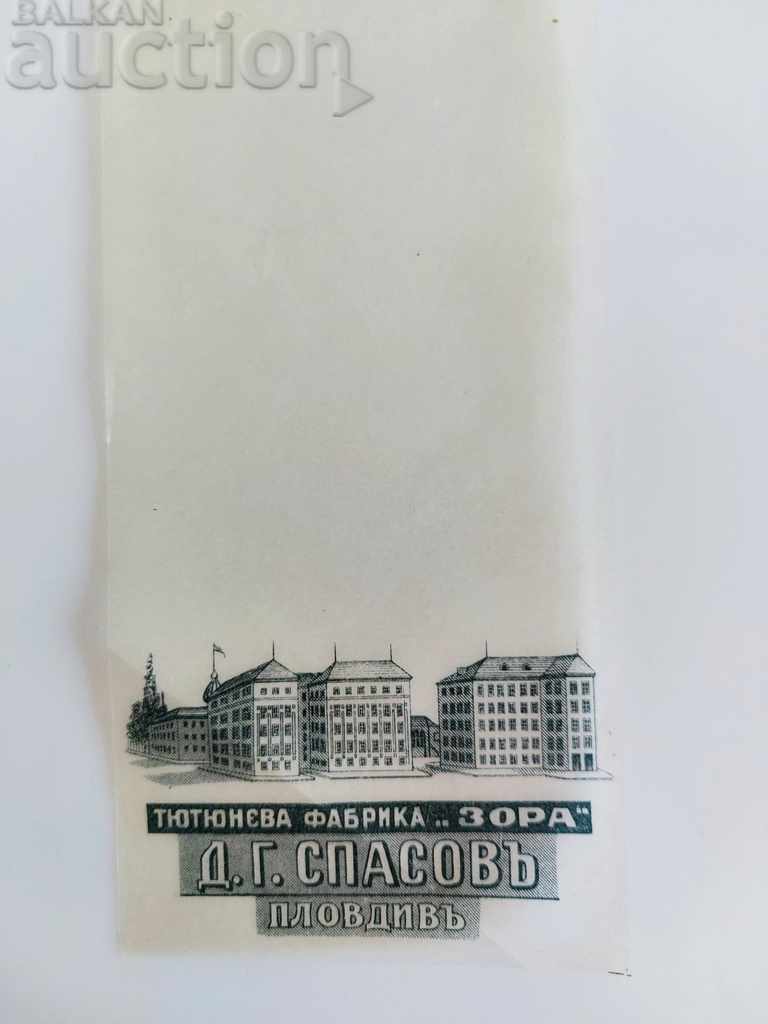 BALKAN
auction
ТЮТЮНЕВА ФАБРИКА „ЗОРА“
Д. Г. СПАСОВЪ
ПЛОВДИВЪ